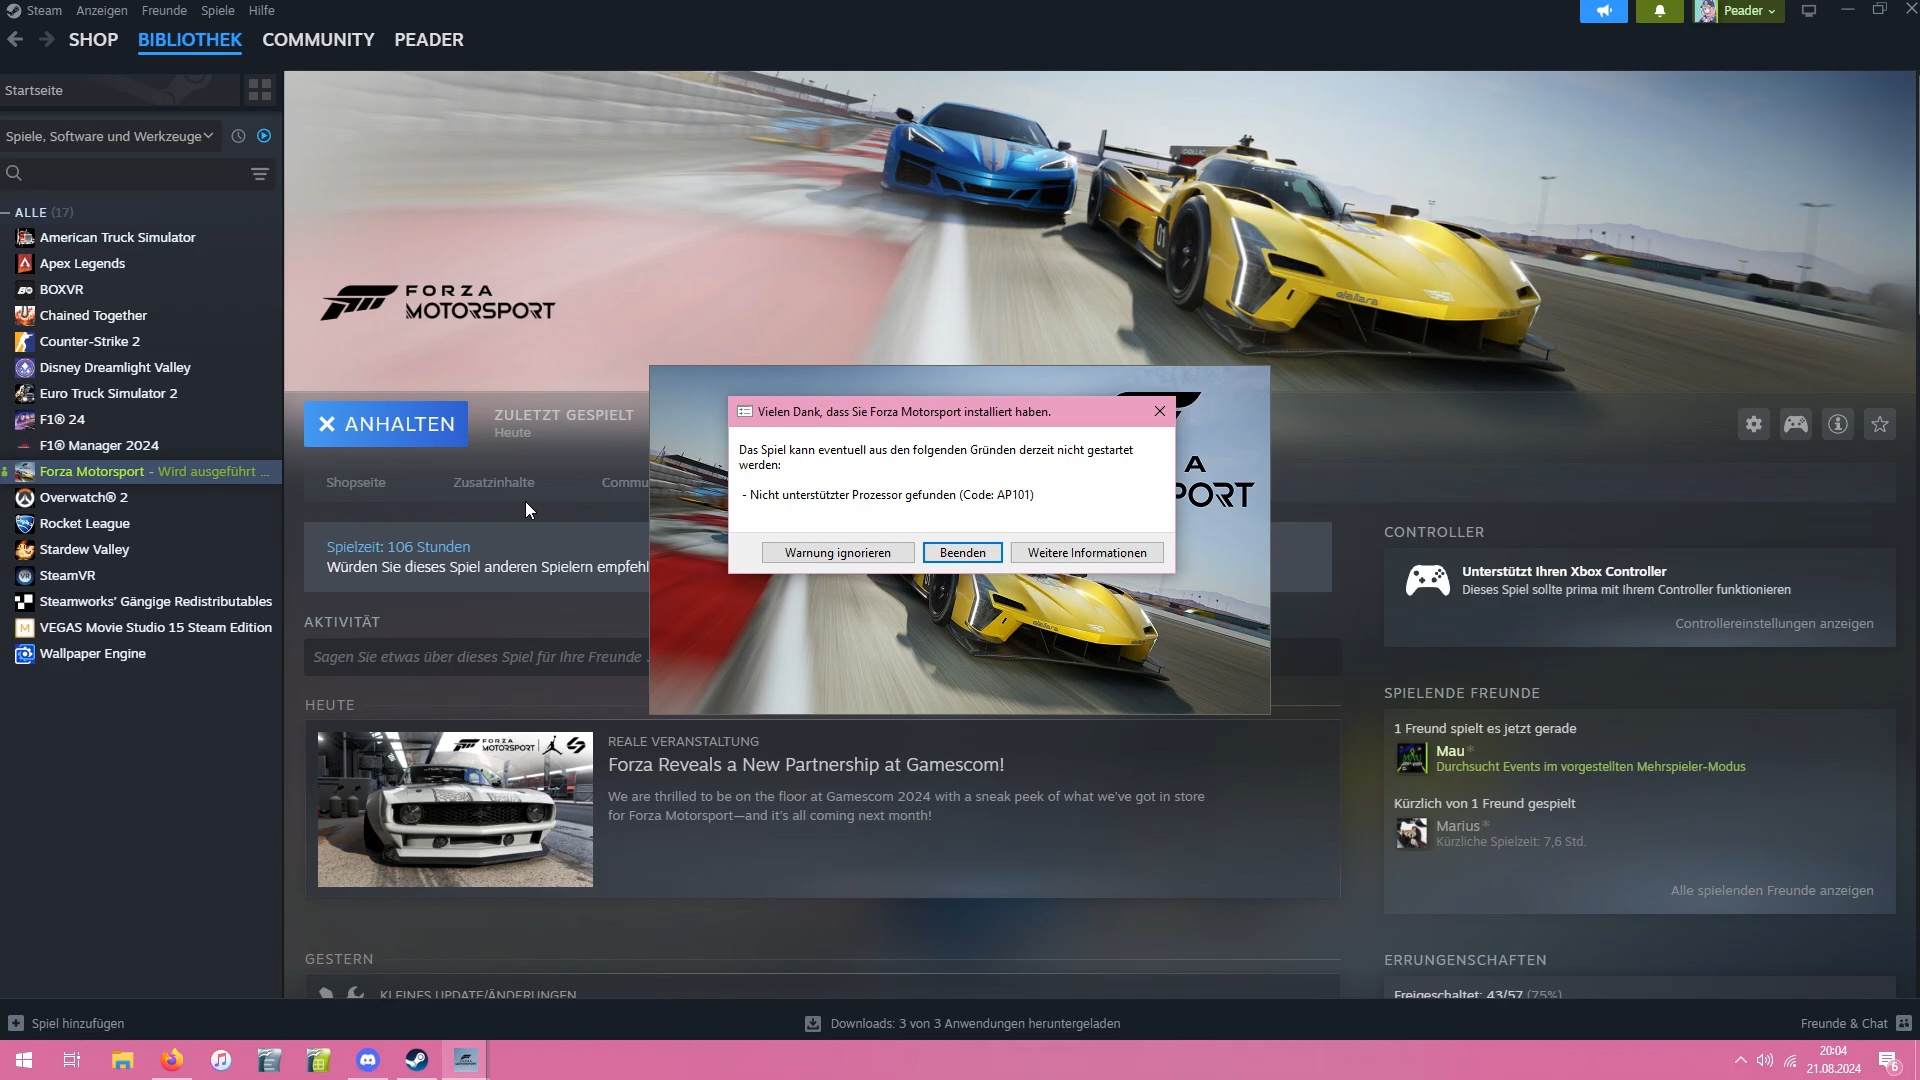 Steam Anzeigen Freunde Spiele Hilfe
Peader
SHOP BIBLIOTHEK COMMUNITY PEADER
Startseite
Spiele, Software und Werkzeuge
ALLE (17)
American Truck Simulator
Apex Legends
BOXVR
Chained Together
Counter-Strike 2
Disney Dreamlight Valley
Euro Truck Simulator 2
F1® 24
F1® Manager 2024
Forza Motorsport - Wird ausgeführt ...
Overwatch® 2
Rocket League
Stardew Valley
SteamVR
Steamworks' Gängige Redistributables
VEGAS Movie Studio 15 Steam Edition
Wallpaper Engine
FORZA
MOTORSPORT
01
ANHALTEN
ZULETZT GESPIELT
Heute
Shopseite Zusatzinhalte Commu
Spielzeit: 106 Stunden
Würden Sie dieses Spiel anderen Spielern empfehl
Vielen Dank, dass Sie Forza Motorsport installiert haben.
Das Spiel kann eventuell aus den folgenden Gründen derzeit nicht gestartet
werden:
- Nicht unterstützter Prozessor gefunden (Code: AP101)
Warnung ignorieren Beenden Weitere Informationen
A
PORT
AKTIVITÄT
Sagen Sie etwas über dieses Spiel für Ihre Freunde
HEUTE
FORZA
MOTORSPORT
REALE VERANSTALTUNG
Forza Reveals a New Partnership at Gamescom!
We are thrilled to be on the floor at Gamescom 2024 with a sneak peek of what we've got in store
for Forza Motorsport—and it's all coming next month!
GESTERN
KLEINES UPDATE/ÄNDERUNGEN
CONTROLLER
Unterstützt Ihren Xbox Controller
Dieses Spiel sollte prima mit Ihrem Controller funktionieren
Controllereinstellungen anzeigen
SPIELENDE FREUNDE
1 Freund spielt es jetzt gerade
Mau*
Durchsucht Events im vorgestellten Mehrspieler-Modus
Kürzlich von 1 Freund gespielt
Marius*
Kürzliche Spielzeit: 7,6 Std.
Alle spielenden Freunde anzeigen
ERRUNGENSCHAFTEN
Freigeschaltet: 43/57 (75%)
Spiel hinzufügen
Downloads: 3 von 3 Anwendungen heruntergeladen
Freunde & Chat
20:04
21.08.2024
6